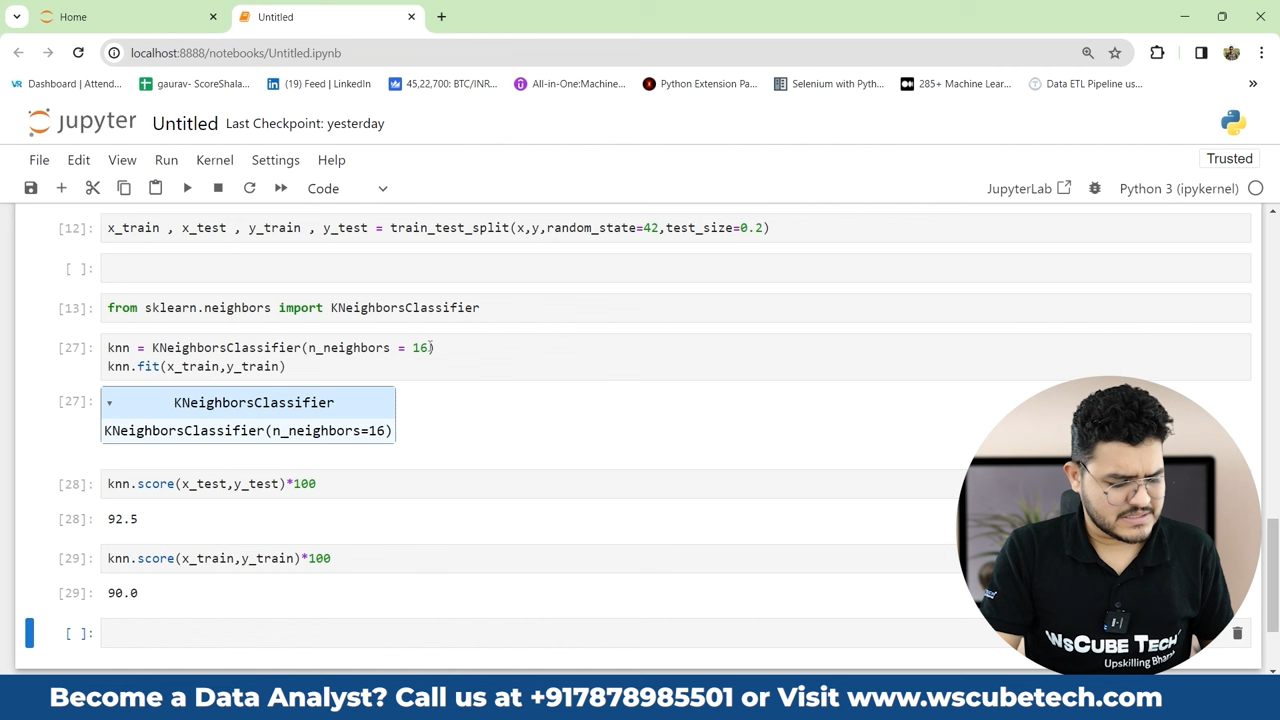 Home
Untitled
localhost:8888/notebooks/Untitled.ipynb
VR Dashboard | Attend...
gaurav- ScoreShala...
(19) Feed | LinkedIn
45,22,700: BTC/INR...
All-in-One:Machine...
Python Extension Pa...
Selenium with Pyth...
285+ Machine Lear...
Data ETL Pipeline us...
jupyter Untitled Last Checkpoint: yesterday
File Edit View Run Kernel Settings Help
Trusted
Code
JupyterLab
Python 3 (ipykernel)
[12]: x_train , x_test , y_train , y_test = train_test_split(x,y,random_state=42,test_size=0.2)
[ ]:
[13]: from sklearn.neighbors import KNeighborsClassifier
[27]: knn = KNeighborsClassifier(n_neighbors = 16)
knn.fit(x_train,y_train)
[27]: KNeighborsClassifier
KNeighborsClassifier(n_neighbors=16)
[28]: knn.score(x_test,y_test)*100
[28]: 92.5
[29]: knn.score(x_train,y_train)*100
[29]: 90.0
[ ]:
WSCUBE TECH
Upskilling Bharat
Become a Data Analyst? Call us at +917878985501 or Visit www.wscubetech.com